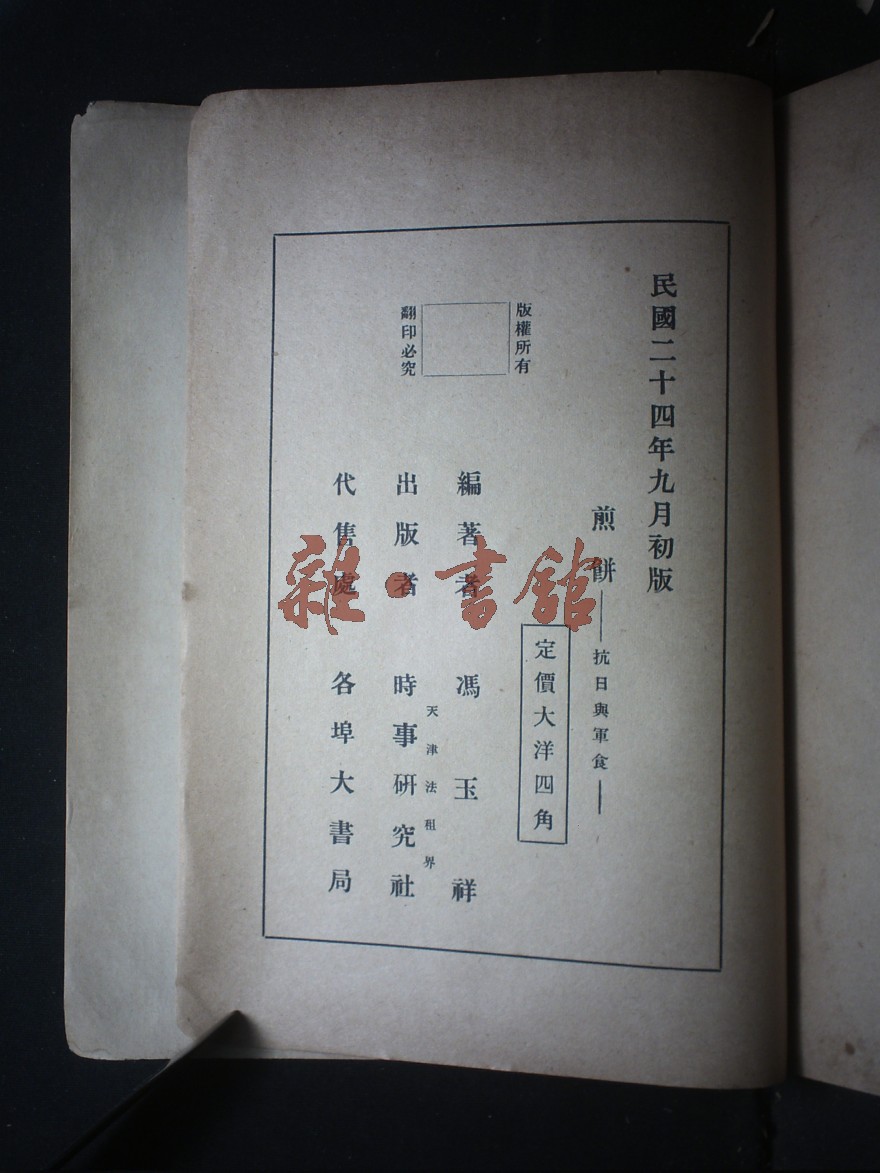 民國二十四年九月初版
煎餅——抗日與軍食——
定價大洋四角
版權所有
翻印必究
編著者 馮玉祥
天津法租界
出版者 時事研究社
代售處 各埠大書局
雜·書館